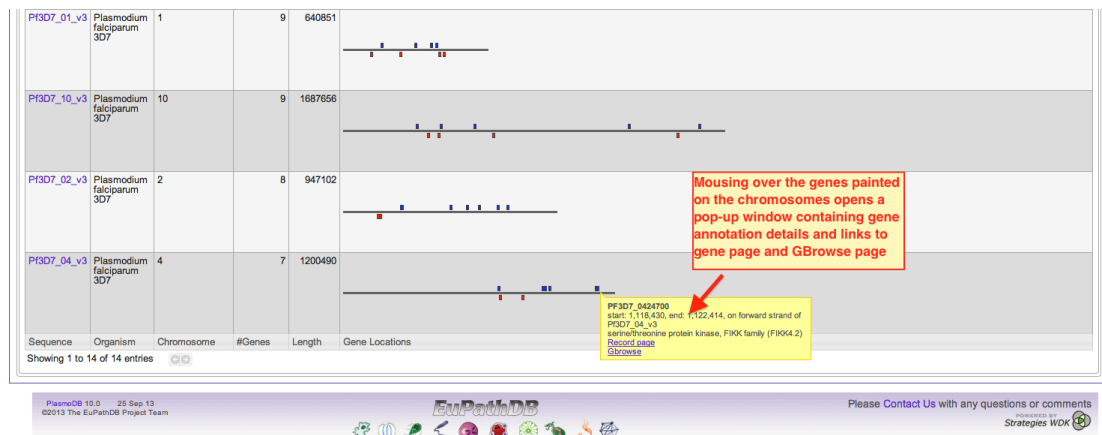 Pf3D7_01_v3 Plasmodium falciparum 3D7 1 9 640851
Pf3D7_10_v3 Plasmodium falciparum 3D7 10 9 1687656
Pf3D7_02_v3 Plasmodium falciparum 3D7 2 8 947102
Mousing over the genes painted
on the chromosomes opens a
pop-up window containing gene
annotation details and links to
gene page and GBrowse page
Pf3D7_04_v3 Plasmodium falciparum 3D7 4 7 1200490
PF3D7_0424700
start: 1,118,430, end: 1,122,414, on forward strand of
Pf3D7_04_v3
serine/threonine protein kinase, FIKK family (FIKK4.2)
Record page
Gbrowse
Sequence Organism Chromosome #Genes Length Gene Locations
Showing 1 to 14 of 14 entries
PlasmoDB 10.0 25 Sep 13
©2013 The EuPathDB Project Team
EuPathDB
Please Contact Us with any questions or comments
POWERED BY
Strategies WDK